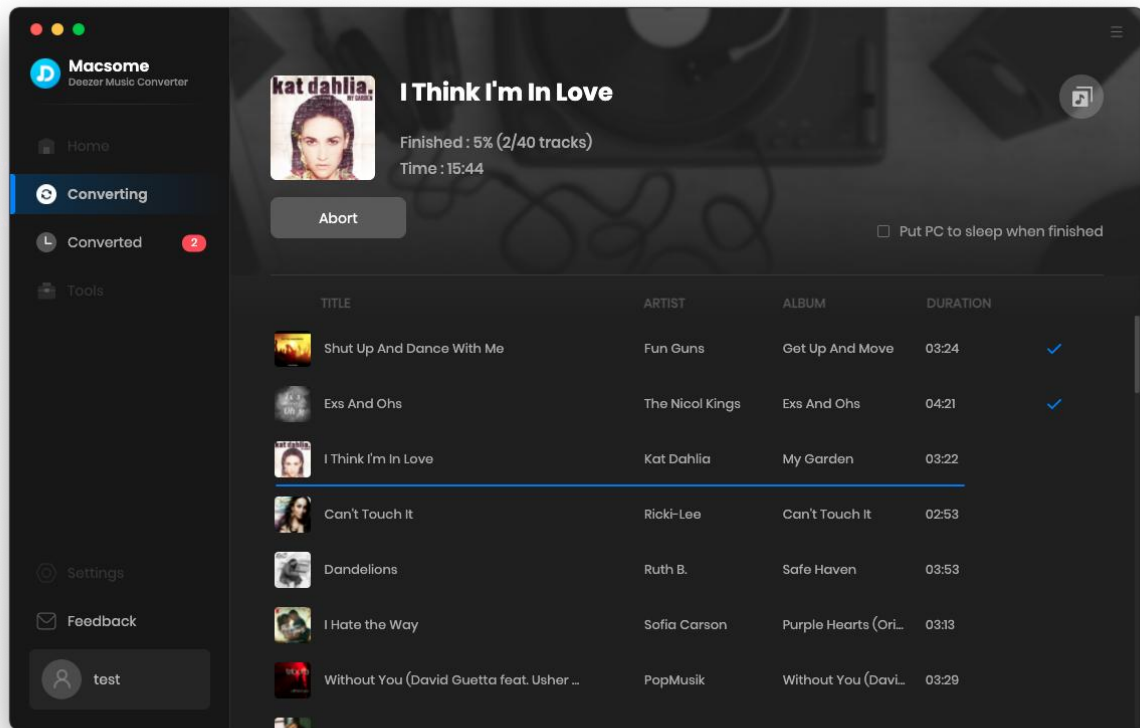 Macsome
Deezer Music Converter
Home
Converting
Converted 2
Tools
Settings
Feedback
test
kat dahlia.
MY GARDEN
I Think I'm In Love
Finished : 5% (2/40 tracks)
Time : 15:44
Abort
Put PC to sleep when finished
TITLE ARTIST ALBUM DURATION
Shut Up And Dance With Me Fun Guns Get Up And Move 03:24
Exs And Ohs The Nicol Kings Exs And Ohs 04:21
kat dahlia.
I Think I'm In Love Kat Dahlia My Garden 03:22
Can't Touch It Ricki-Lee Can't Touch It 02:53
Dandelions Ruth B. Safe Haven 03:53
I Hate the Way Sofia Carson Purple Hearts (Ori... 03:13
Without You (David Guetta feat. Usher ... PopMusik Without You (Davi... 03:29